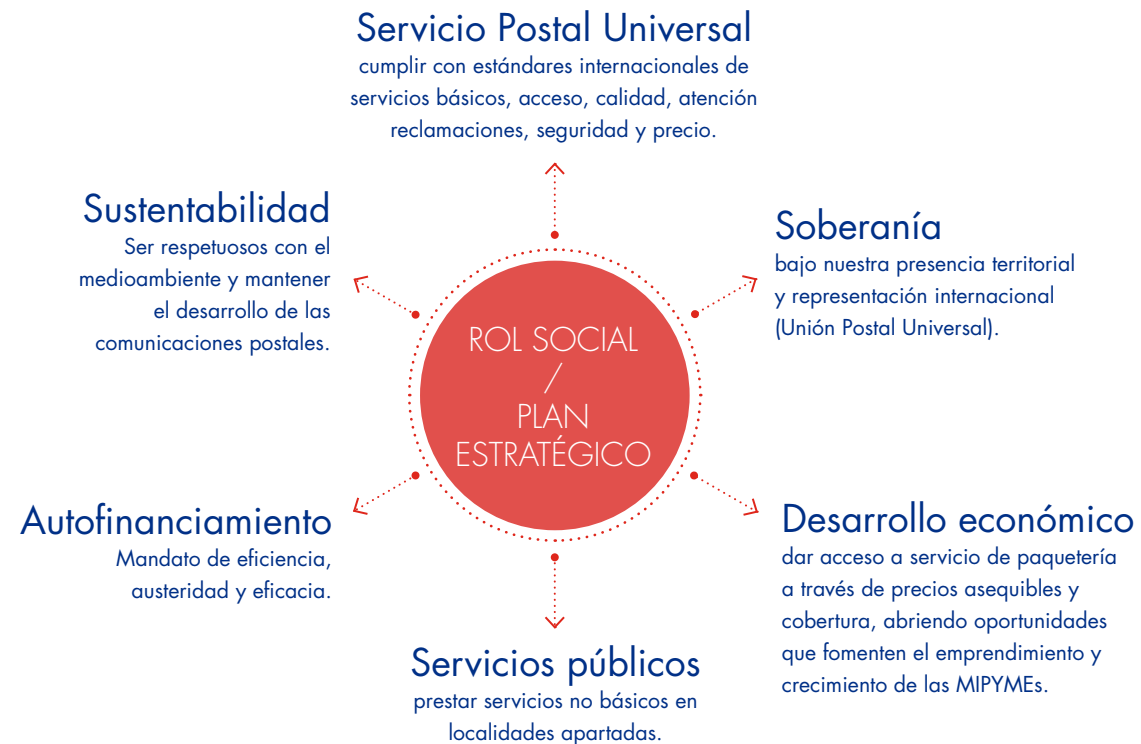 Servicio Postal Universal
cumplir con estándares internacionales de
servicios básicos, acceso, calidad, atención
reclamaciones, seguridad y precio.
Sustentabilidad
Ser respetuosos con el
medioambiente y mantener
el desarrollo de las
comunicaciones postales.
Soberanía
bajo nuestra presencia territorial
y representación internacional
(Unión Postal Universal).
ROL SOCIAL
/
PLAN
ESTRATÉGICO
Autofinanciamiento
Mandato de eficiencia,
austeridad y eficacia.
Desarrollo económico
dar acceso a servicio de paquetería
a través de precios asequibles y
cobertura, abriendo oportunidades
que fomenten el emprendimiento y
crecimiento de las MIPYMEs.
Servicios públicos
prestar servicios no básicos en
localidades apartadas.